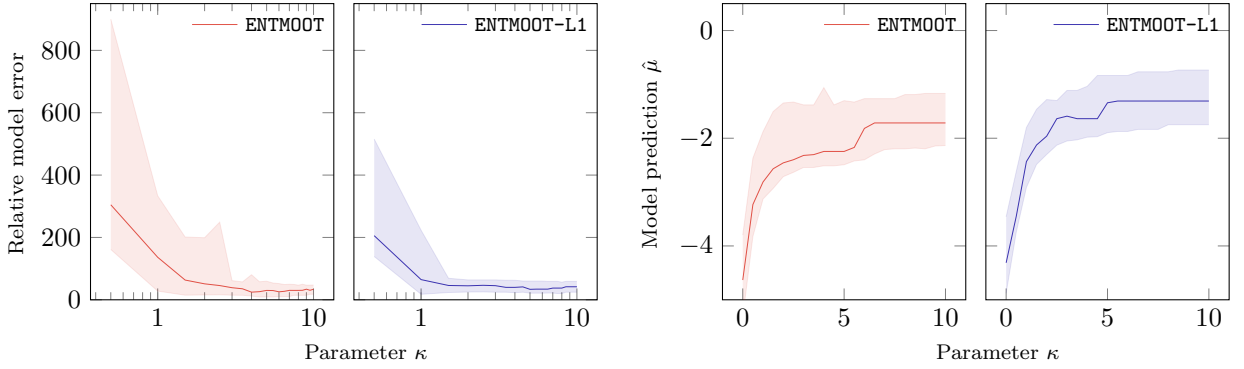 ENTMOOT
ENTMOOT-L1
Relative model error
800
600
400
200
0
1
10
1
10
Parameter κ
ENTMOOT
ENTMOOT-L1
Model prediction μ̂
0
−2
−4
0
5
10
0
5
10
Parameter κ